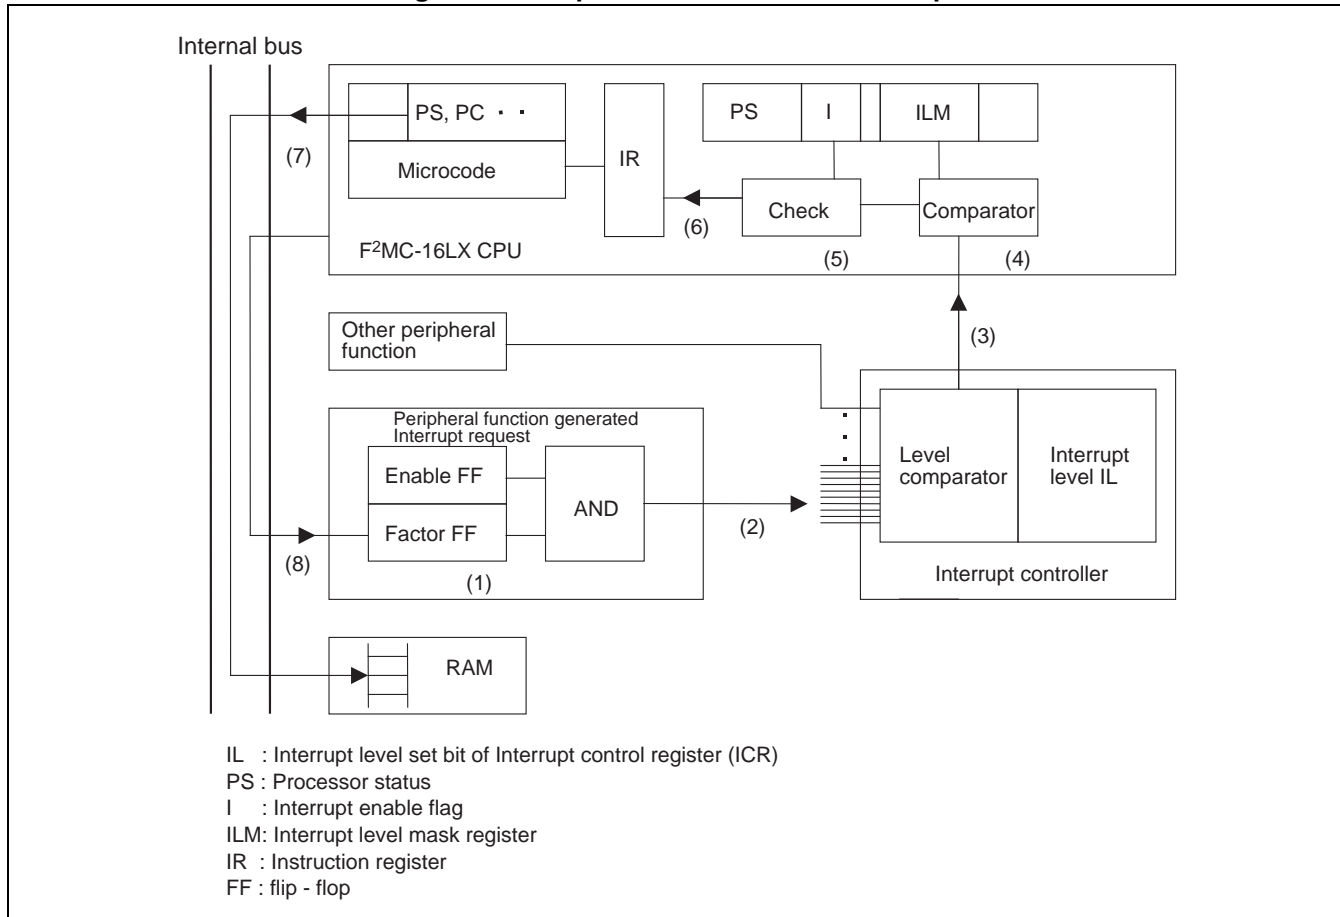 Internal bus
PS, PC · ·
IR
PS
I
ILM
(7)
Microcode
Check
Comparator
(6)
F²MC-16LX CPU
(5)
(4)
Other peripheral
function
(3)
Peripheral function generated
Interrupt request
Enable FF
AND
Factor FF
(2)
Level
comparator
Interrupt
level IL
(8)
(1)
Interrupt controller
RAM
IL : Interrupt level set bit of Interrupt control register (ICR)
PS : Processor status
I : Interrupt enable flag
ILM: Interrupt level mask register
IR : Instruction register
FF : flip - flop